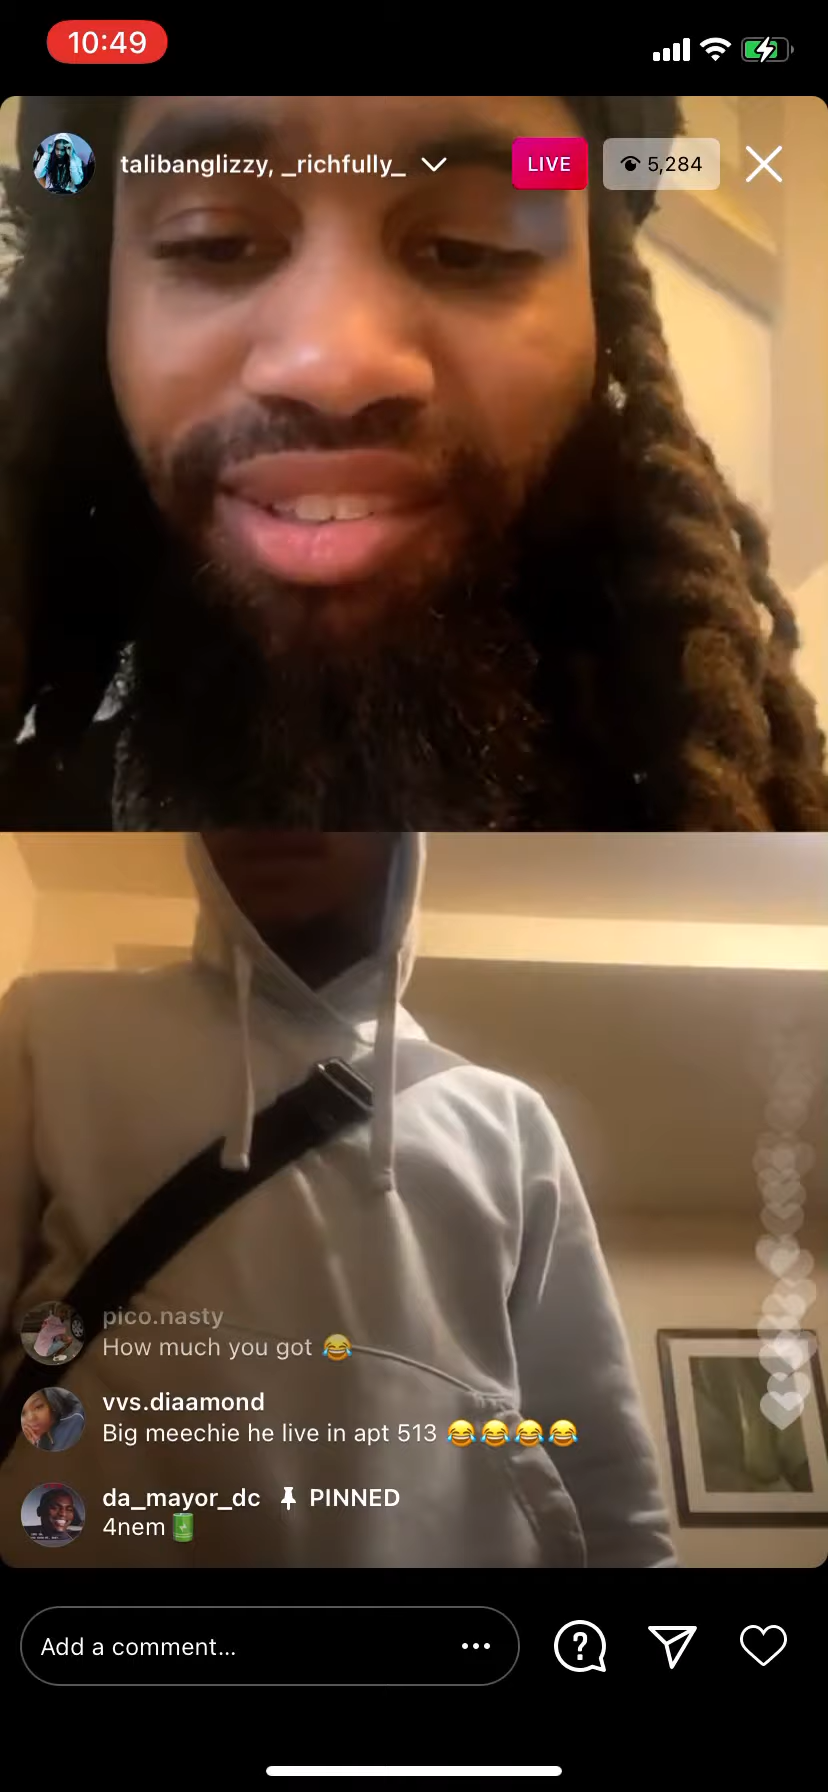 10:49
talibanglizzy, _richfully_
LIVE
5,284
pico.nasty
How much you got 😂
vvs.diaamond
Big meechie he live in apt 513 😂😂😂😂
da_mayor_dc PINNED
4nem🔋
Add a comment...